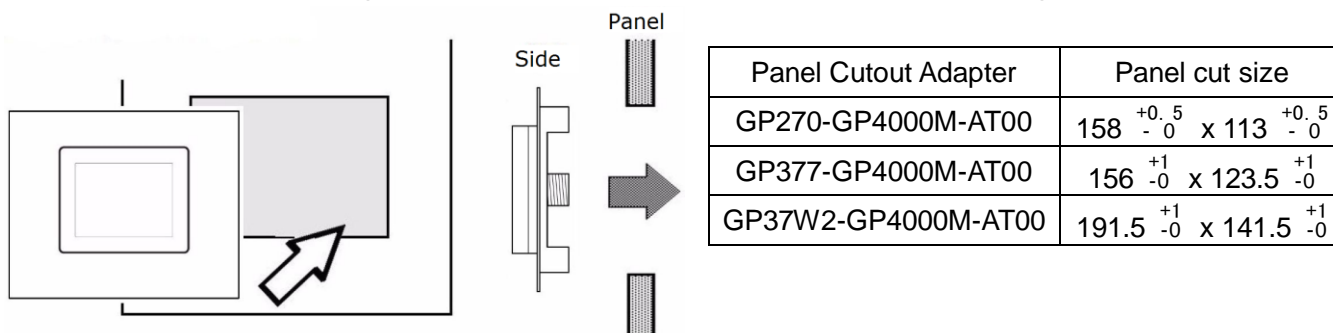 Panel
Side
Panel Cutout Adapter Panel cut size
GP270-GP4000M-AT00 158 +0. 5 - 0 x 113 +0. 5 - 0
GP377-GP4000M-AT00 156 +1 -0 x 123.5 +1 -0
GP37W2-GP4000M-AT00 191.5 +1 -0 x 141.5 +1 -0